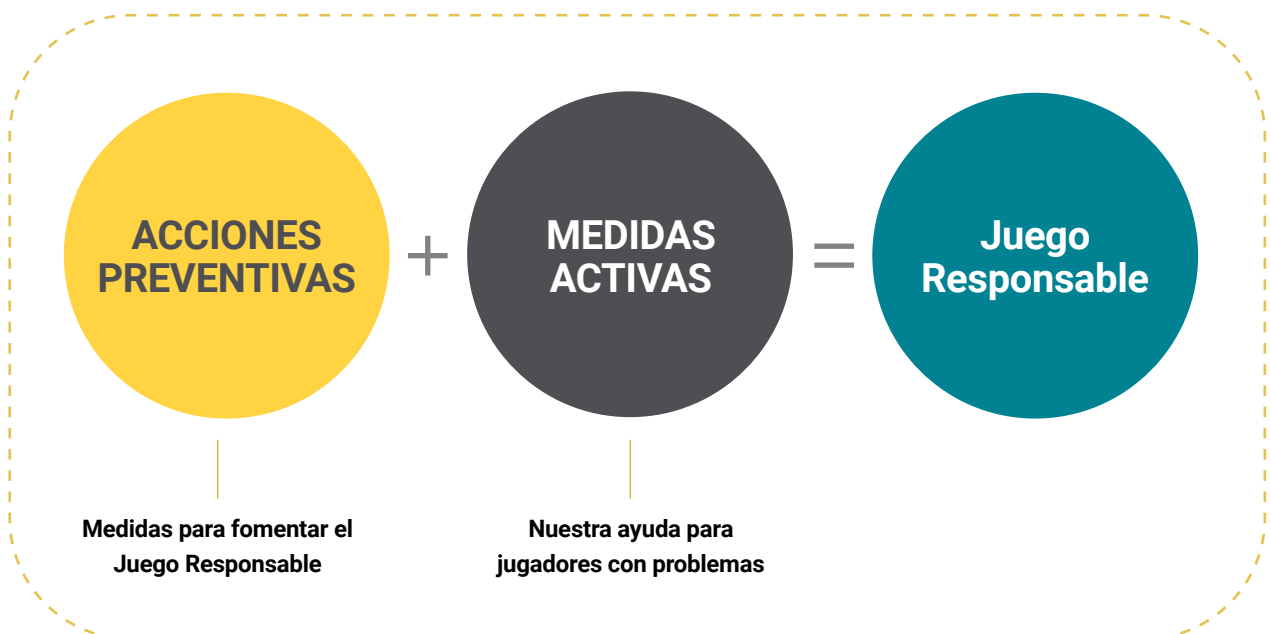 ACCIONES
PREVENTIVAS
+
MEDIDAS
ACTIVAS
=
Juego
Responsable
Medidas para fomentar el
Juego Responsable
Nuestra ayuda para
jugadores con problemas